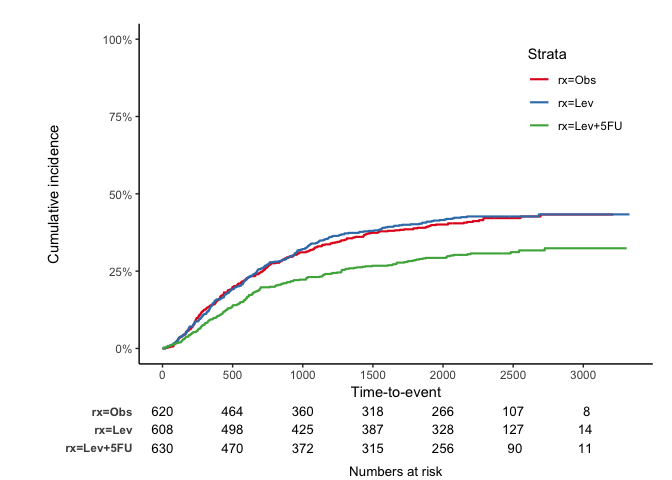 Cumulative incidence
100%
75%
50%
25%
0%
Strata
rx=Obs
rx=Lev
rx=Lev+5FU
0 500 1000 1500 2000 2500 3000
Time-to-event
rx=Obs 620 464 360 318 266 107 8
rx=Lev 608 498 425 387 328 127 14
rx=Lev+5FU 630 470 372 315 256 90 11
Numbers at risk